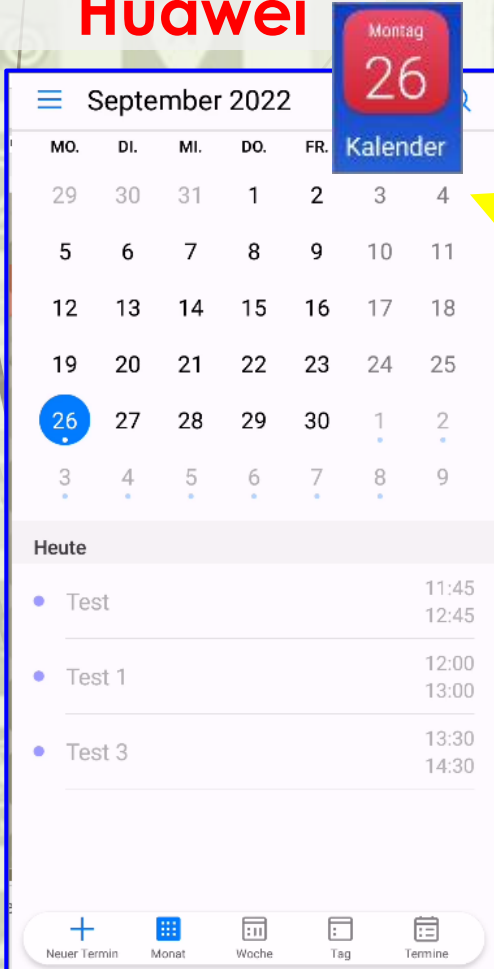 Huawei
Montag
26
Kalender
September 2022
MO. DI. MI. DO. FR.
29 30 31 1 2 3 4
5 6 7 8 9 10 11
12 13 14 15 16 17 18
19 20 21 22 23 24 25
26 27 28 29 30 1 2
3 4 5 6 7 8 9
Heute
Test 11:45
12:45
Test 1 12:00
13:00
Test 3 13:30
14:30
Neuer Termin Monat Woche Tag Termine